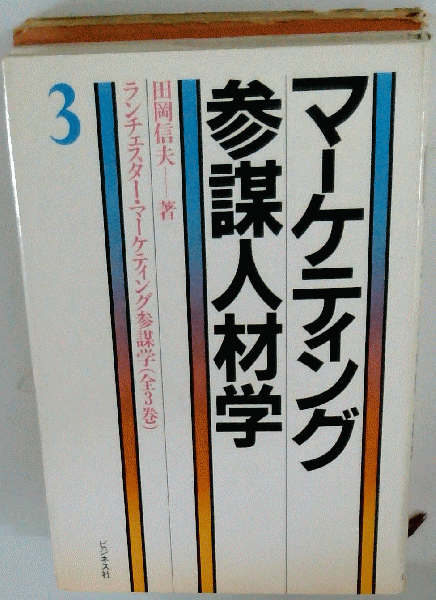 マーケティング
参謀人材学
田岡信夫——著
ランチェスター・マーケティング参謀学(全3巻)
3
ビジネス社